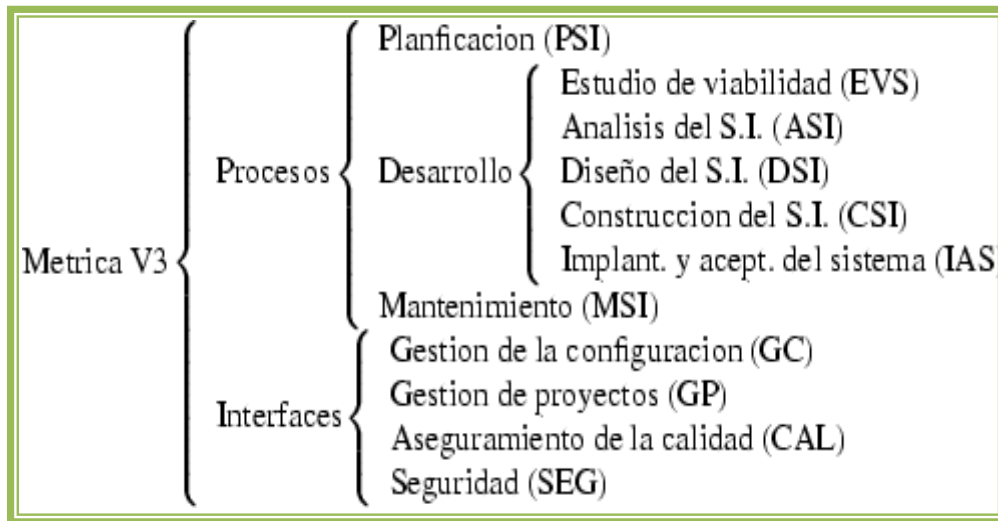 Planficacion (PSI)
Estudio de viabilidad (EVS)
Analisis del S.I. (ASI)
Procesos
Desarrollo
Diseño del S.I. (DSI)
Construccion del S.I. (CSI)
Metrica V3
Implant. y acept. del sistema (IAS)
Mantenimiento (MSI)
Gestion de la configuracion (GC)
Gestion de proyectos (GP)
Interfaces
Aseguramiento de la calidad (CAL)
Seguridad (SEG)